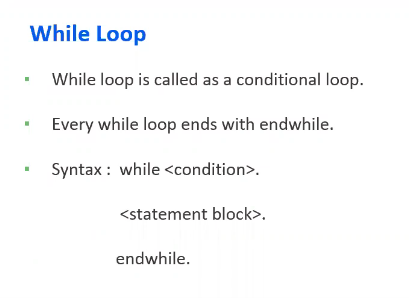 While Loop
▪ While loop is called as a conditional loop.
▪ Every while loop ends with endwhile.
▪ Syntax : while <condition>.
<statement block>.
endwhile.